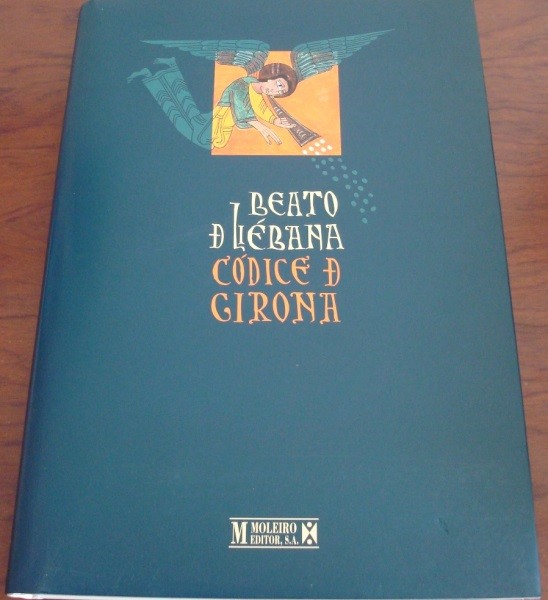 BEATO
D LIÉBANA
CÓDICE D
GIRONA
M MOLEIRO
EDITOR, S.A.